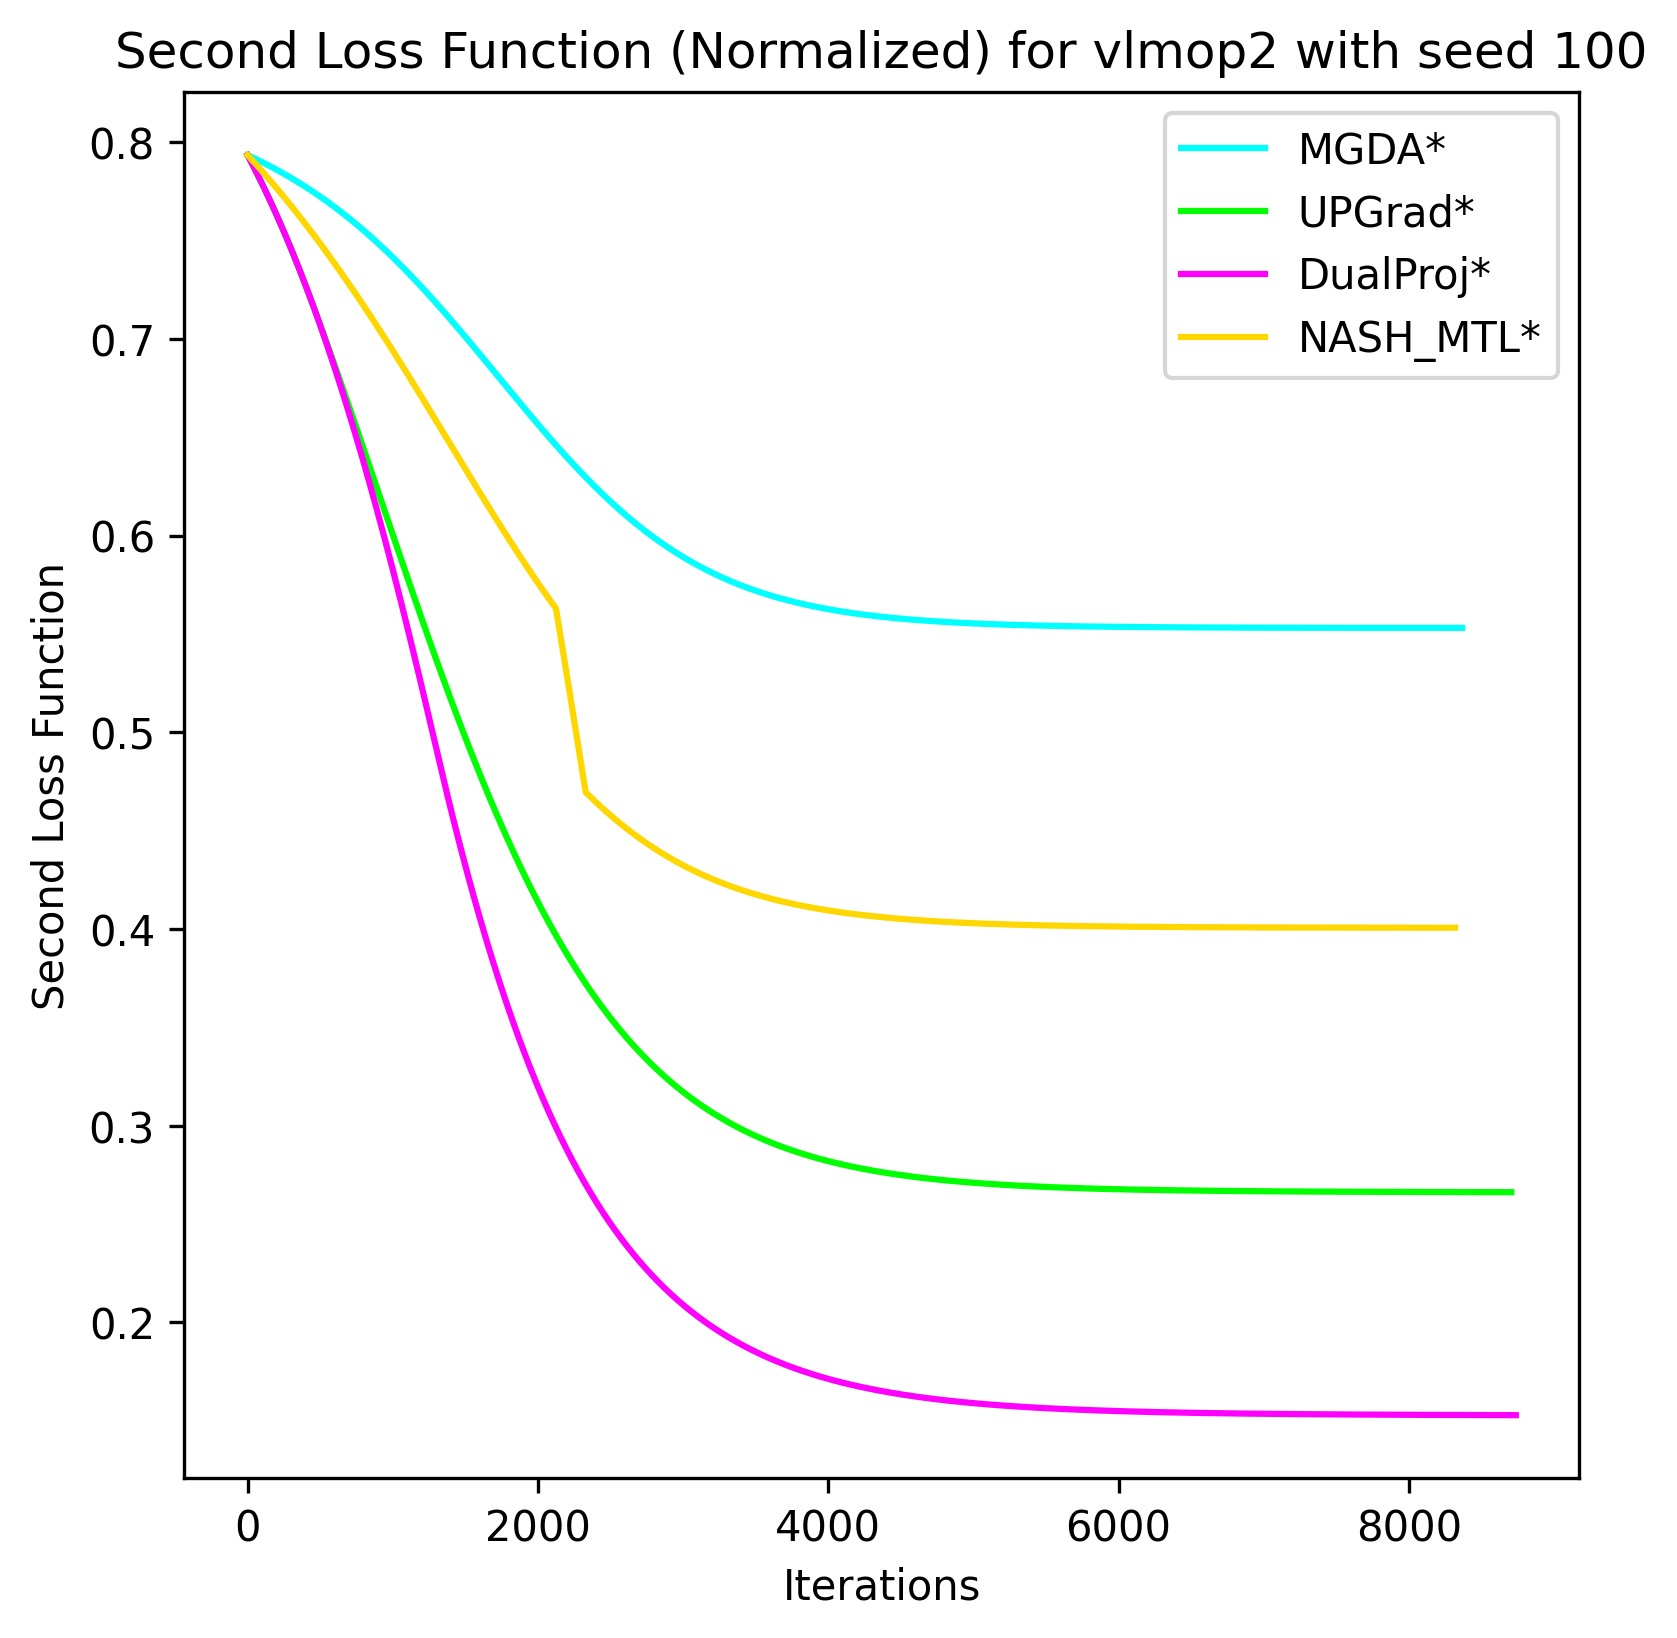 Second Loss Function (Normalized) for vlmop2 with seed 100
MGDA*
UPGrad*
DualProj*
NASH_MTL*
Second Loss Function
0.8
0.7
0.6
0.5
0.4
0.3
0.2
0 2000 4000 6000 8000
Iterations